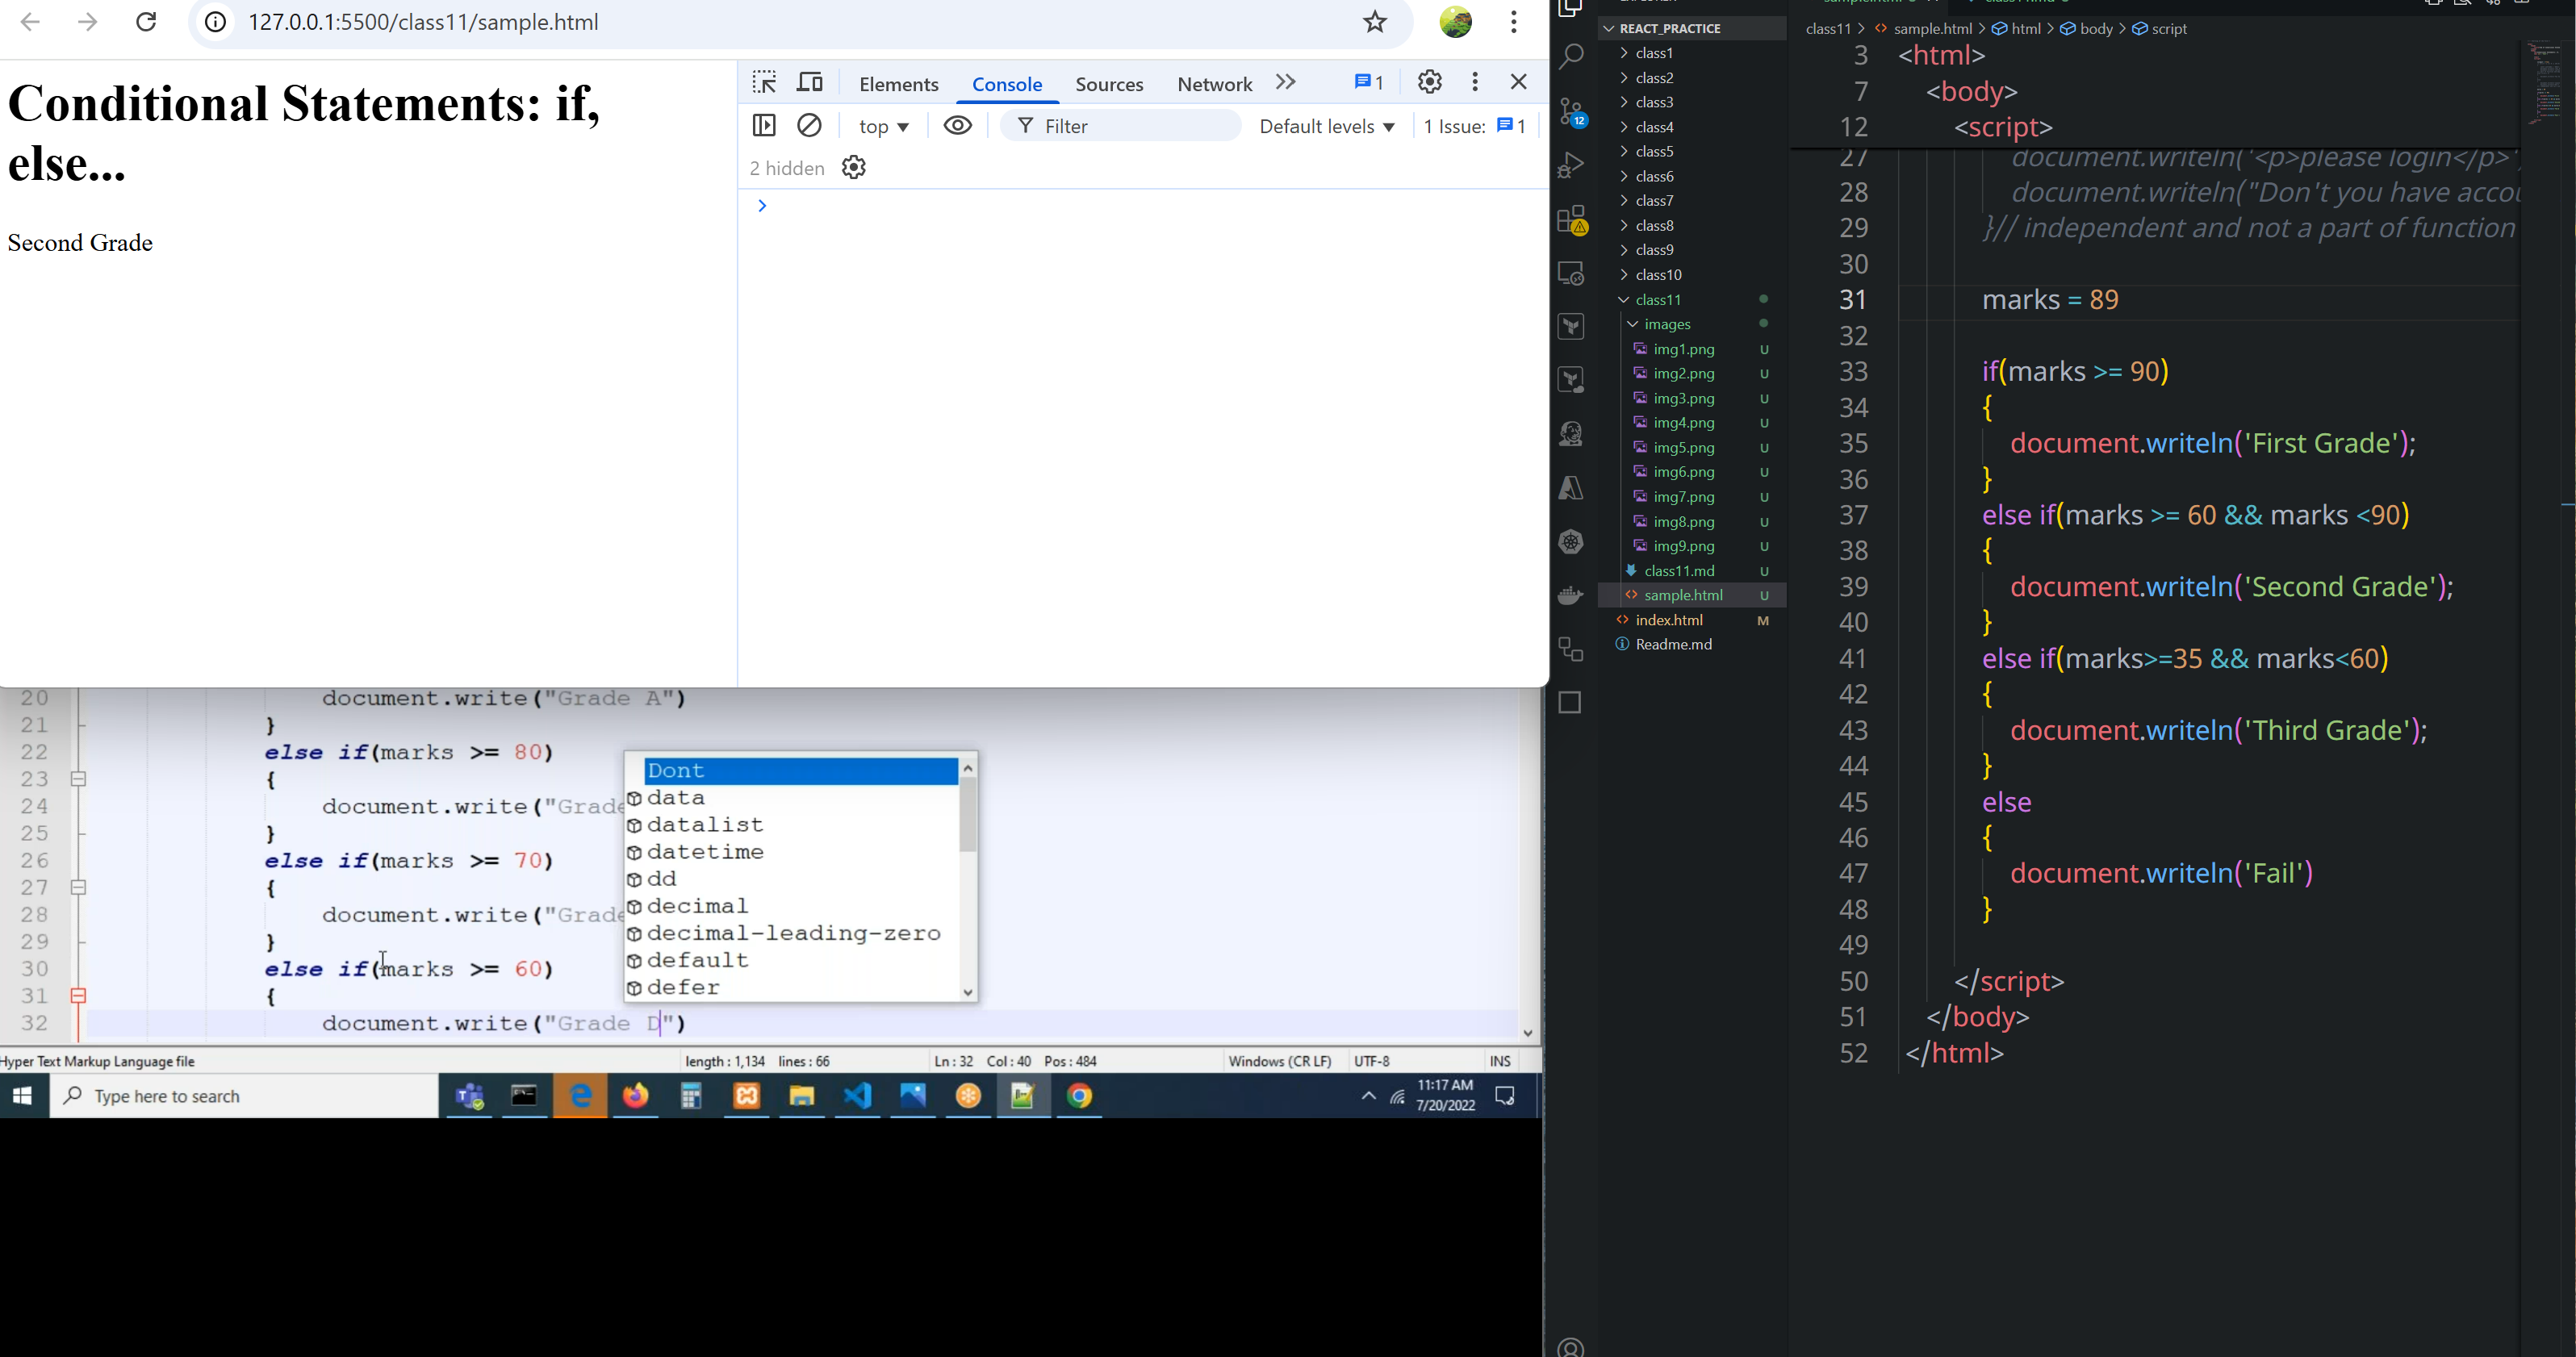 127.0.0.1:5500/class11/sample.html
Conditional Statements: if,
else...
Second Grade
Elements
Console
Sources
Network
1
top
Filter
Default levels
1 Issue:
1
2 hidden
20 document.write("Grade A")
21 }
22 else if(marks >= 80)
23 {
24 document.write("Grade
25 }
26 else if(marks >= 70)
27 {
28 document.write("Grade
29 }
30 else if(marks >= 60)
31 {
32 document.write("Grade D")
Dont
data
datalist
datetime
dd
decimal
decimal-leading-zero
default
defer
Hyper Text Markup Language file
length : 1,134 lines : 66
Ln : 32 Col : 40 Pos : 484
Windows (CR LF)
UTF-8
INS
Type here to search
11:17 AM
7/20/2022
12
REACT_PRACTICE
class1
class2
class3
class4
class5
class6
class7
class8
class9
class10
class11
images
img1.png U
img2.png U
img3.png U
img4.png U
img5.png U
img6.png U
img7.png U
img8.png U
img9.png U
class11.md U
sample.html U
index.html M
Readme.md
class11 > sample.html > html > body > script
3 <html>
7 <body>
12 <script>
27 document.writeln('<p>please login</p>'
28 document.writeln("Don't you have
29 }// independent and not a part of function
30
31 marks = 89
32
33 if(marks >= 90)
34 {
35 document.writeln('First Grade');
36 }
37 else if(marks >= 60 && marks <90)
38 {
39 document.writeln('Second Grade');
40 }
41 else if(marks>=35 && marks<60)
42 {
43 document.writeln('Third Grade');
44 }
45 else
46 {
47 document.writeln('Fail')
48 }
49
50 </script>
51 </body>
52 </html>